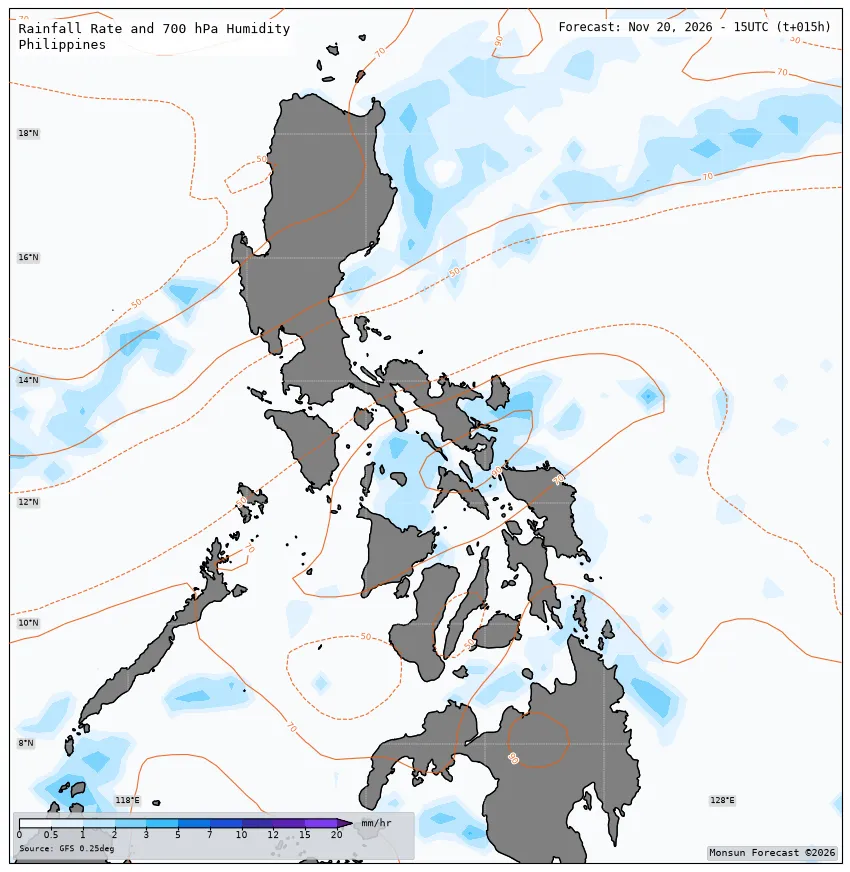 Rainfall Rate and 700 hPa Humidity
Philippines
Forecast: Nov 20, 2026 - 15UTC (t+015h)
70
90
50
70
18°N
50
70
16°N
50
50
14°N
90
70
12°N
50
70
10°N
50
50
70
8°N
90
118°E
128°E
mm/hr
0 0.5 1 2 3 5 7 10 12 15 20
Source: GFS 0.25deg
Monsun Forecast ©2026